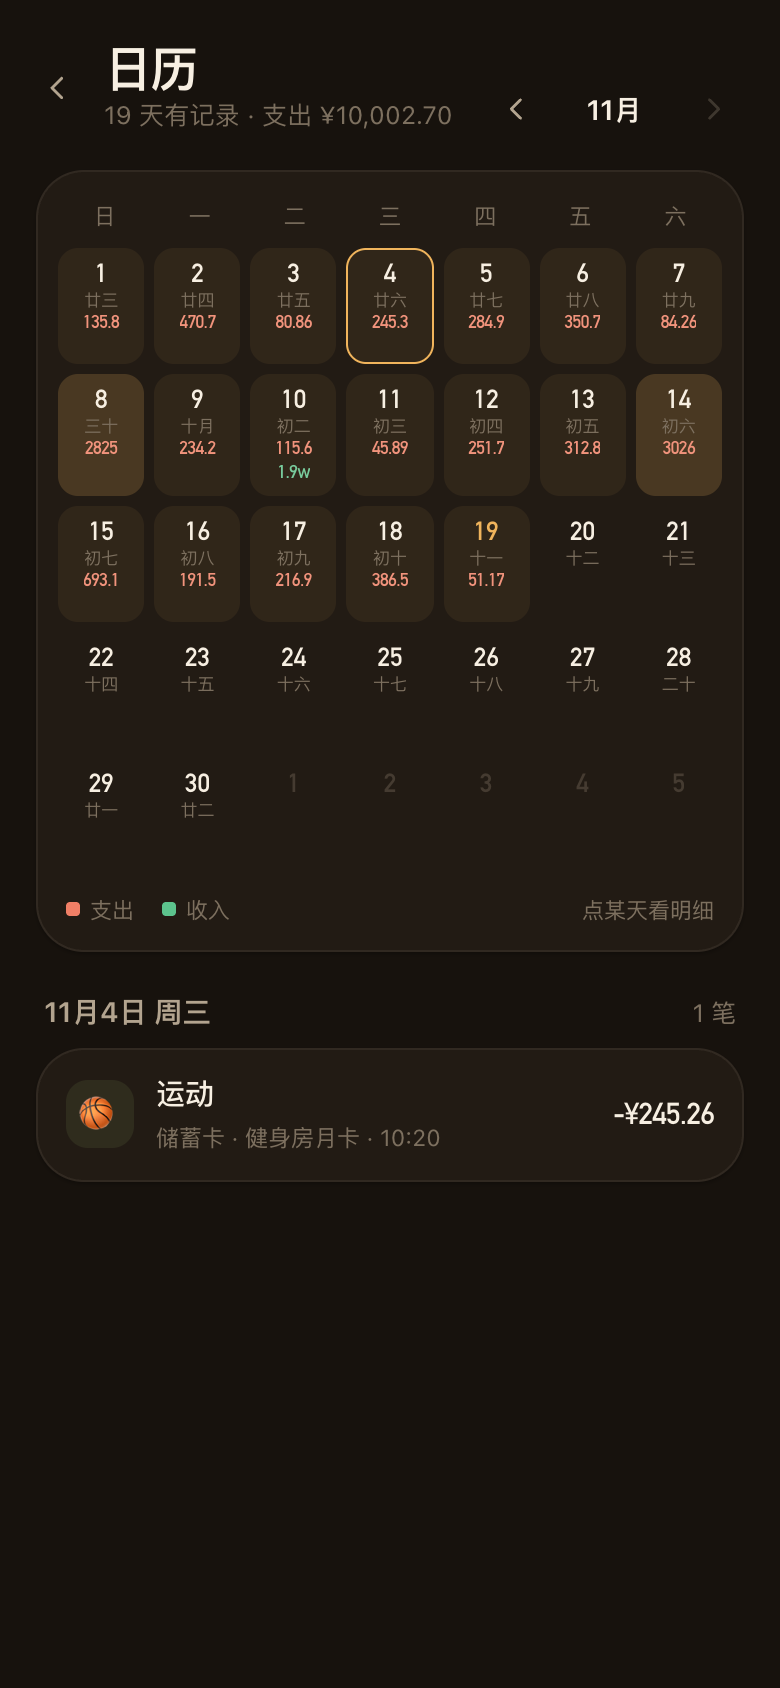 日历
19 天有记录 · 支出 ¥10,002.70
11月
日 一 二 三 四 五 六
1 2 3 4 5 6 7
廿三 廿四 廿五 廿六 廿七 廿八 廿九
135.8 470.7 80.86 245.3 284.9 350.7 84.26
8 9 10 11 12 13 14
三十 十月 初二 初三 初四 初五 初六
2825 234.2 115.6 45.89 251.7 312.8 3026
1.9w
15 16 17 18 19 20 21
初七 初八 初九 初十 十一 十二 十三
693.1 191.5 216.9 386.5 51.17
22 23 24 25 26 27 28
十四 十五 十六 十七 十八 十九 二十
29 30 1 2 3 4 5
廿一 廿二
支出 收入 点某天看明细
11月4日 周三 1 笔
运动
储蓄卡 · 健身房月卡 · 10:20
-¥245.26